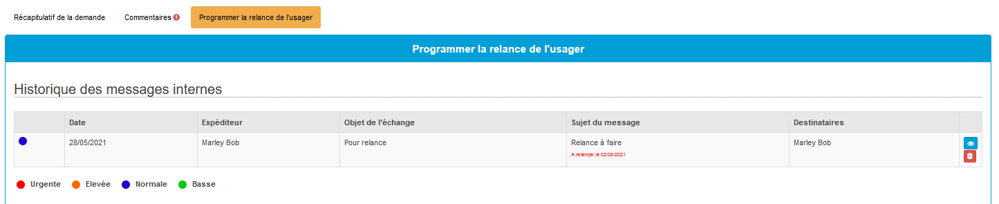 Récapitulatif de la demande Commentaires Programmer la relance de l'usager
Programmer la relance de l'usager
Historique des messages internes
Date Expéditeur Objet de l'échange Sujet du message Destinataires
28/05/2021 Marley Bob Pour relance Relance à faire Marley Bob
A relancer le 02/08/2021
Urgente Elevée Normale Basse